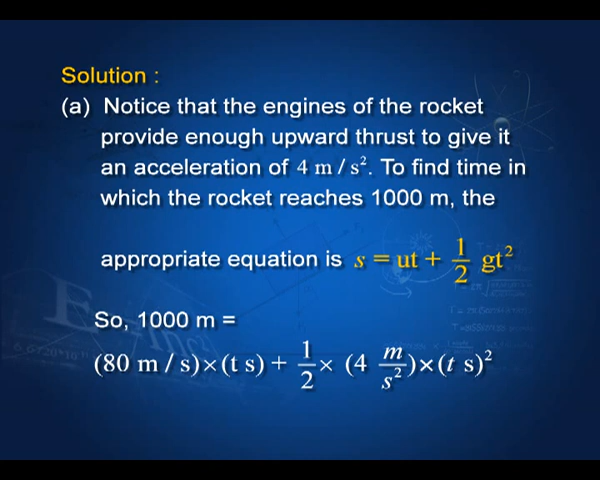 Solution :
(a) Notice that the engines of the rocket
provide enough upward thrust to give it
an acceleration of 4 m / s². To find time in
which the rocket reaches 1000 m, the
appropriate equation is s = ut + 1/2 gt²
So, 1000 m =
(80 m / s)×(t s) + 1/2 × (4 m/s²)×(t s)²